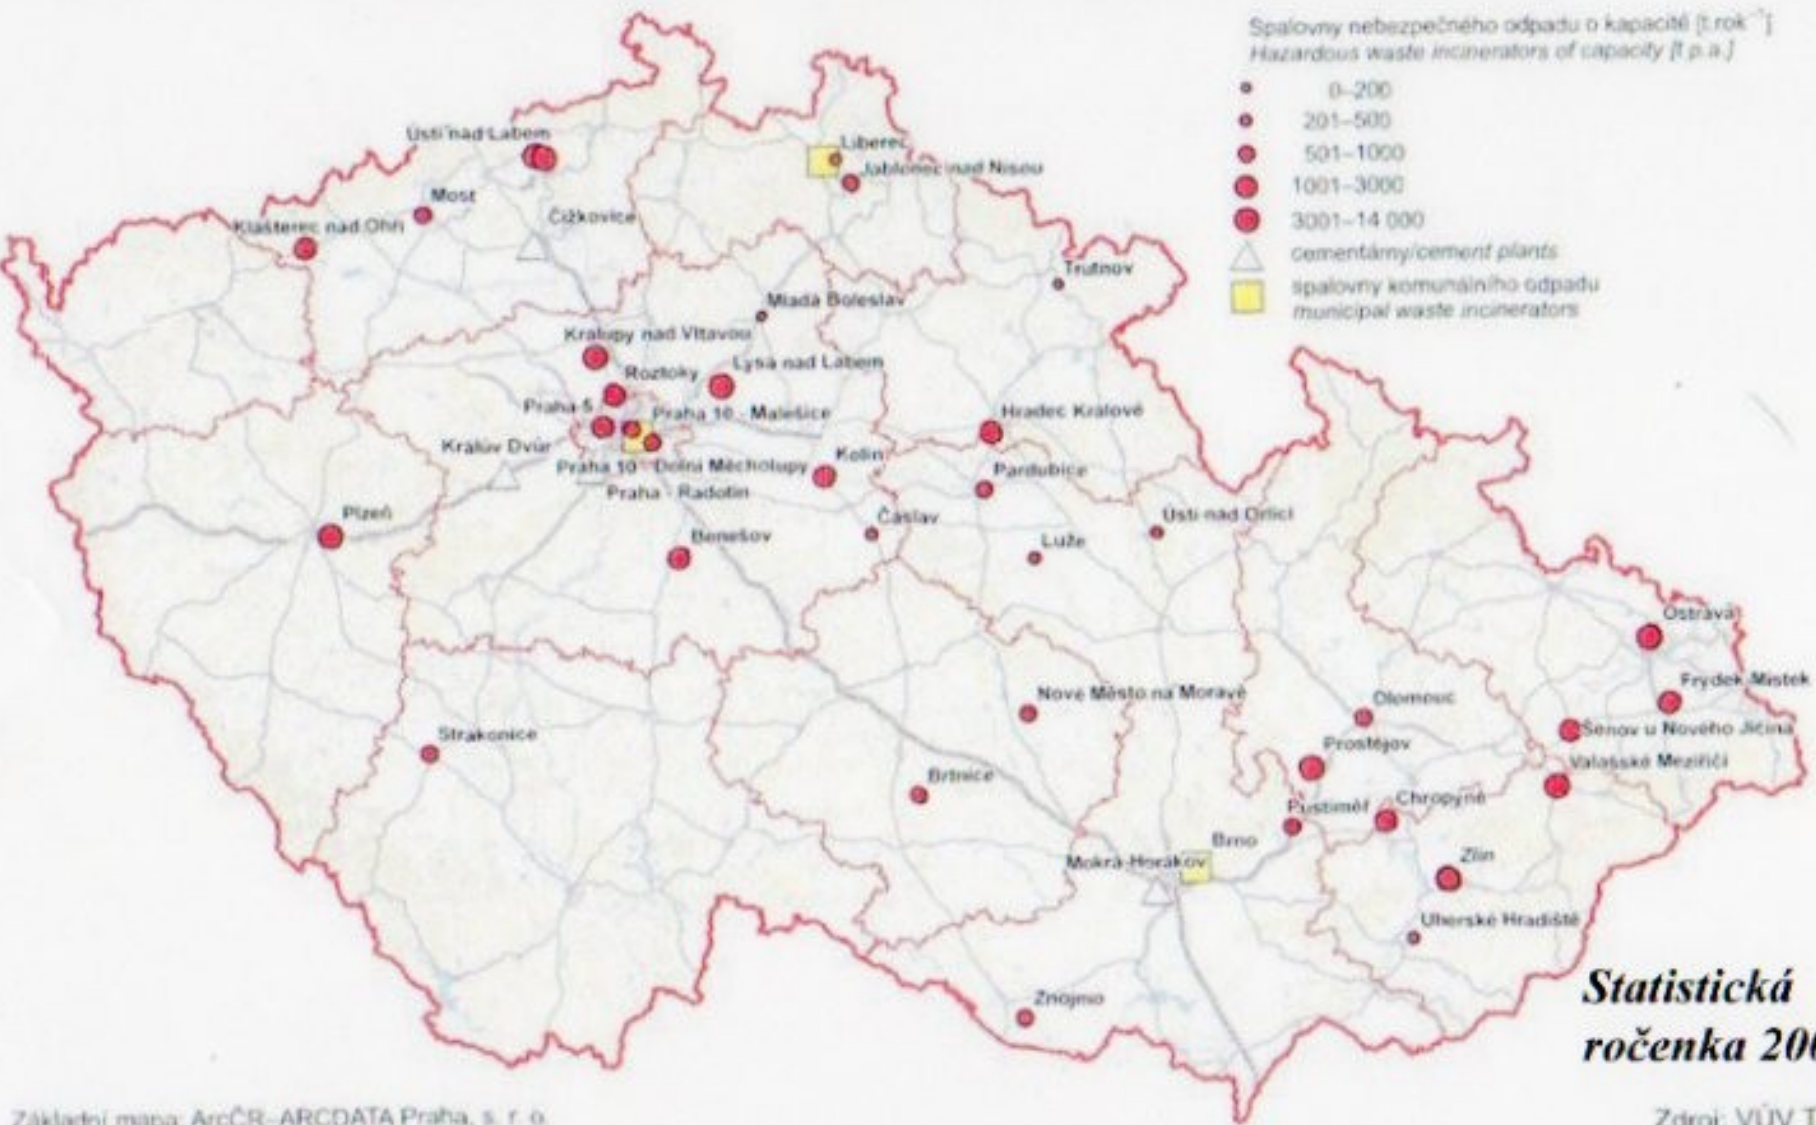 Spalovny nebezpečného odpadu o kapacitě [t.rok⁻¹]
Hazardous waste incinerators of capacity [t p.a.]
0–200
201–500
501–1000
1001–3000
3001–14 000
cementárny/cement plants
spalovny komunálního odpadu
municipal waste incinerators
Ústí nad Labem
Liberec
Jablonec nad Nisou
Most
Čížkovice
Klášterec nad Ohří
Trutnov
Mladá Boleslav
Kralupy nad Vltavou
Lysá nad Labem
Roztoky
Praha 5
Praha 10 - Malešice
Hradec Králové
Králův Dvůr
Kolín
Praha 10 - Dolní Měcholupy
Pardubice
Praha - Radotín
Plzeň
Čáslav
Ústí nad Orlicí
Benešov
Luže
Ostrava
Frýdek-Místek
Nové Město na Moravě
Olomouc
Šenov u Nového Jičína
Strakonice
Prostějov
Valašské Meziříčí
Brtnice
Pustiměř
Chropyně
Brno
Zlín
Mokrá-Horákov
Uherské Hradiště
Znojmo
Statistická
ročenka 200
Základní mapa: ArcČR–ARCDATA Praha, s. r. o.
Zdroj: VÚV T